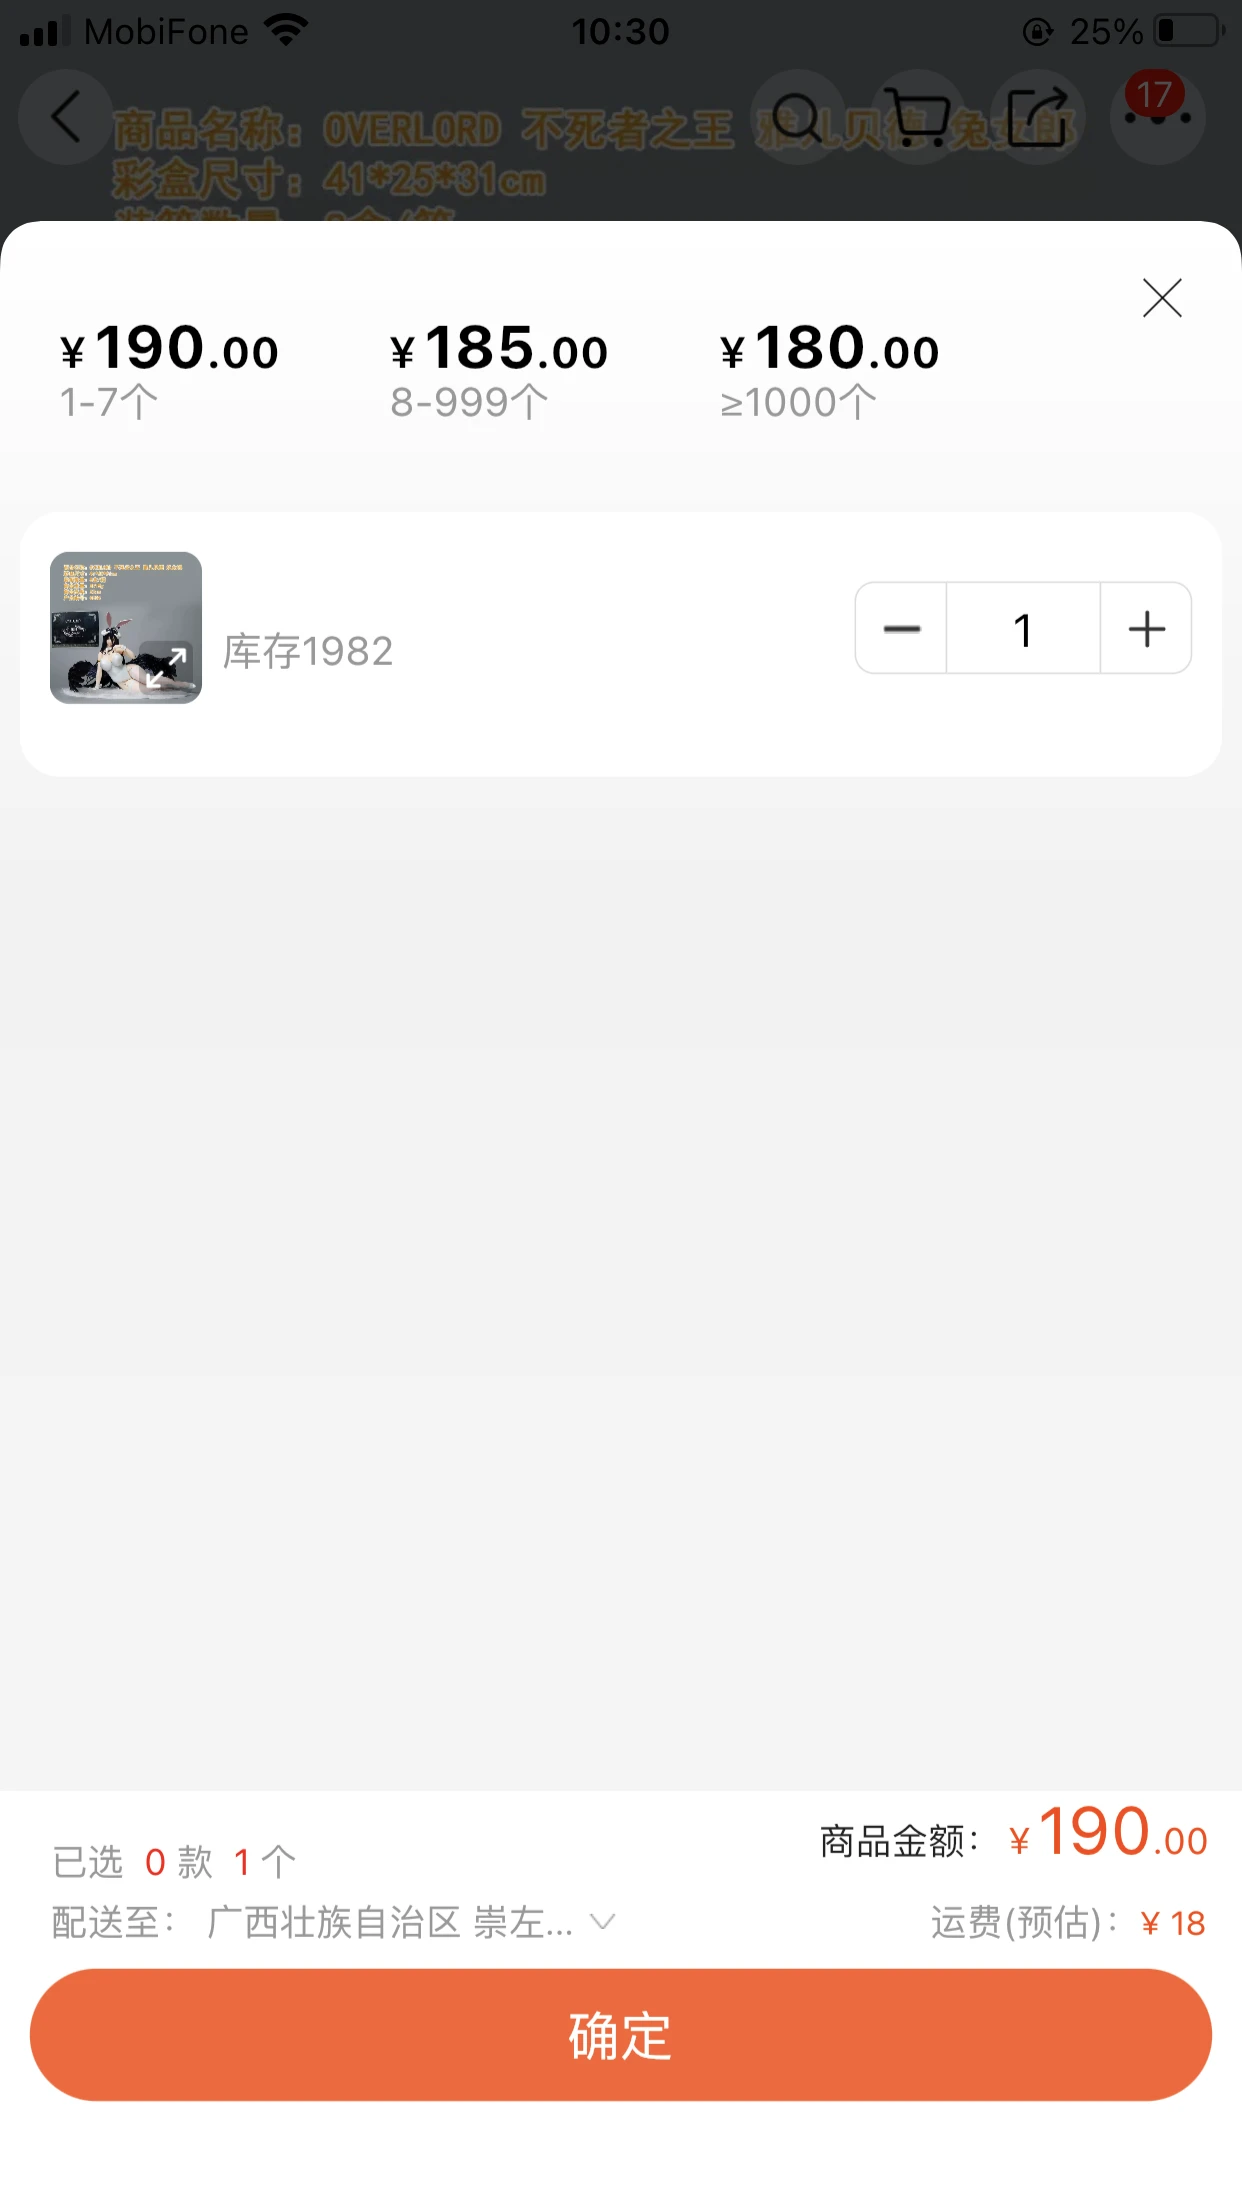 MobiFone 10:30 25%
17
商品名称：OVERLORD 不死者之王 雅儿贝德 兔女郎
彩盒尺寸：41*25*31cm
¥190.00 ¥185.00 ¥180.00
1-7个 8-999个 ≥1000个
库存1982
1
商品金额： ¥190.00
已选 0 款 1 个
配送至： 广西壮族自治区 崇左...
运费(预估)：¥ 18
确定